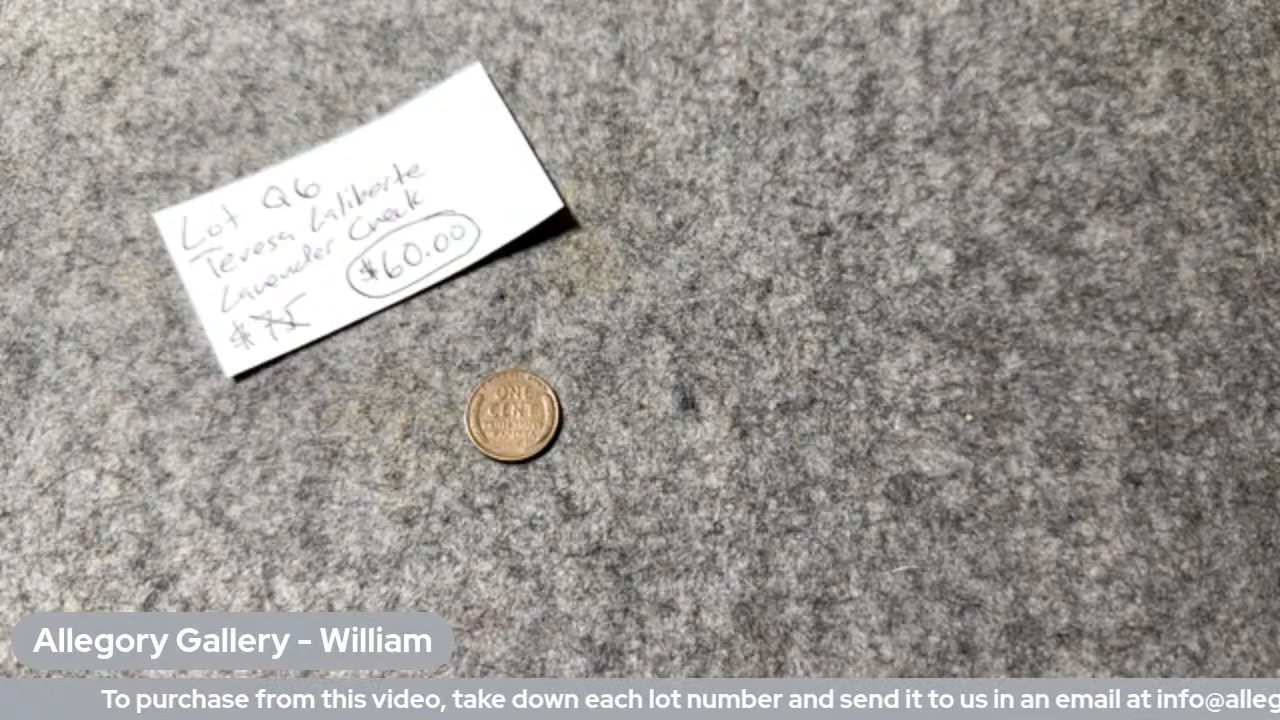 Lot Q6
Teresa Laliberte
Lavender Creek
$75 $60.00
ONE
CENT
Allegory Gallery - William
To purchase from this video, take down each lot number and send it to us in an email at info@alleg